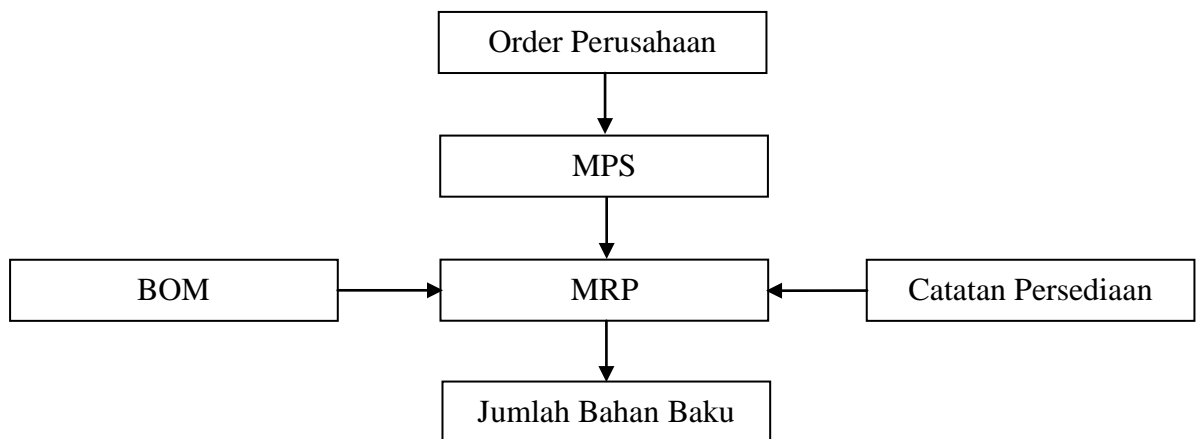 Order Perusahaan
MPS
BOM
MRP
Catatan Persediaan
Jumlah Bahan Baku